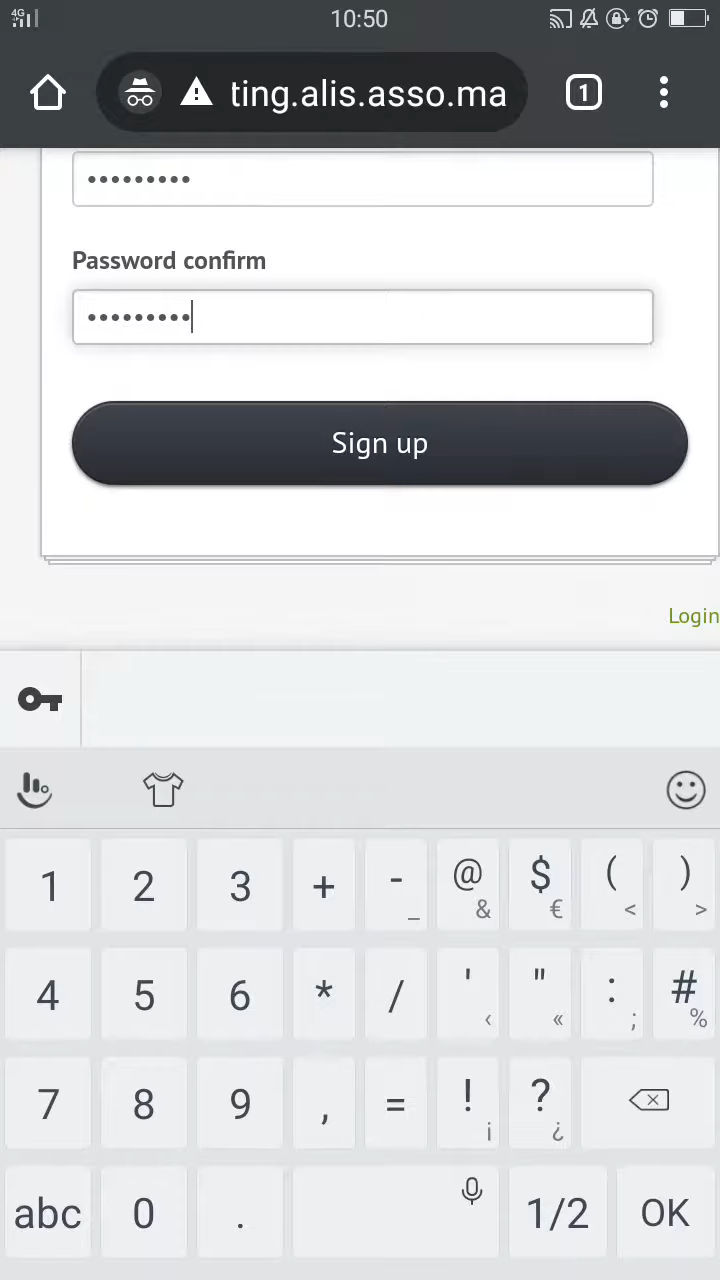 4G 10:50
ting.alis.asso.ma 1
•••••••••
Password confirm
•••••••••
Sign up
Login
1 2 3 + - _ @ & $ € ( < ) >
4 5 6 * / ' ‹ " « : ; # %
7 8 9 , = ! ¡ ? ¿
abc 0 . 1/2 OK